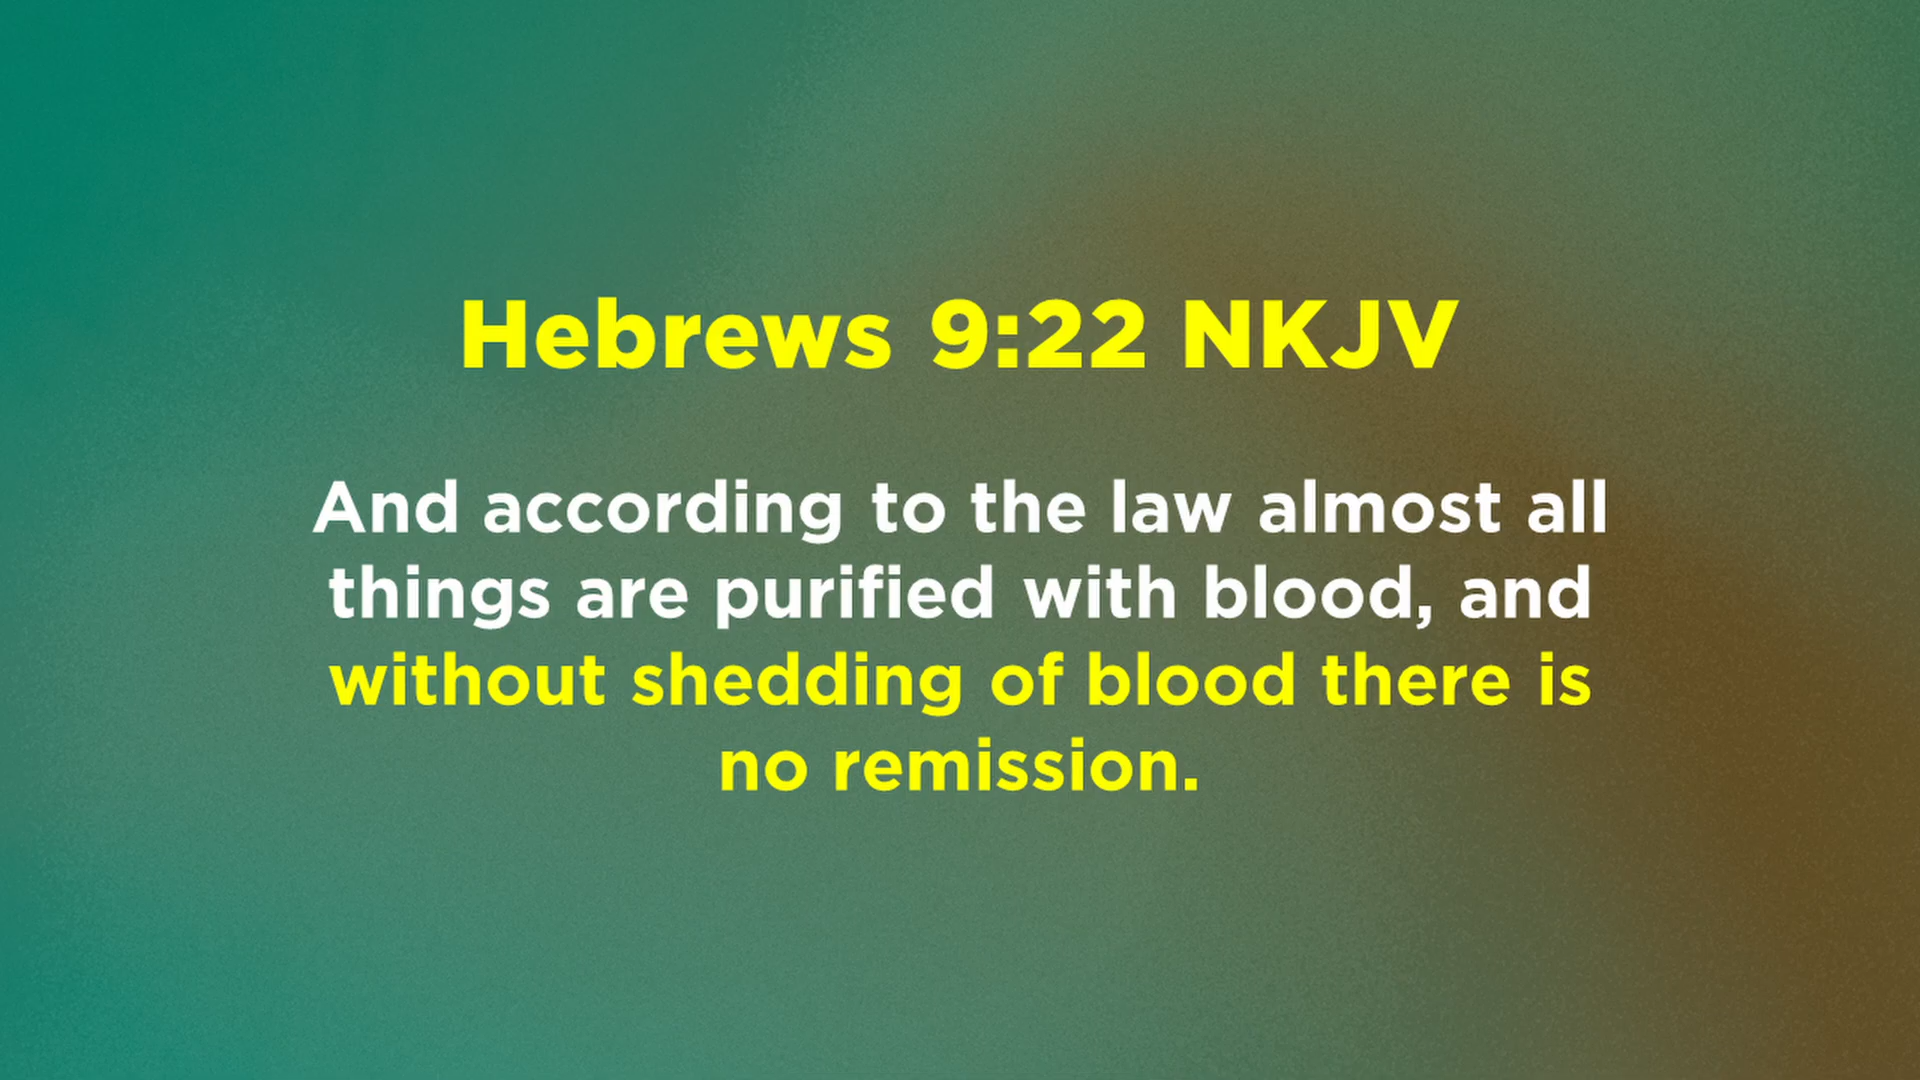 Hebrews 9:22 NKJV
And according to the law almost all
things are purified with blood, and
without shedding of blood there is
no remission.